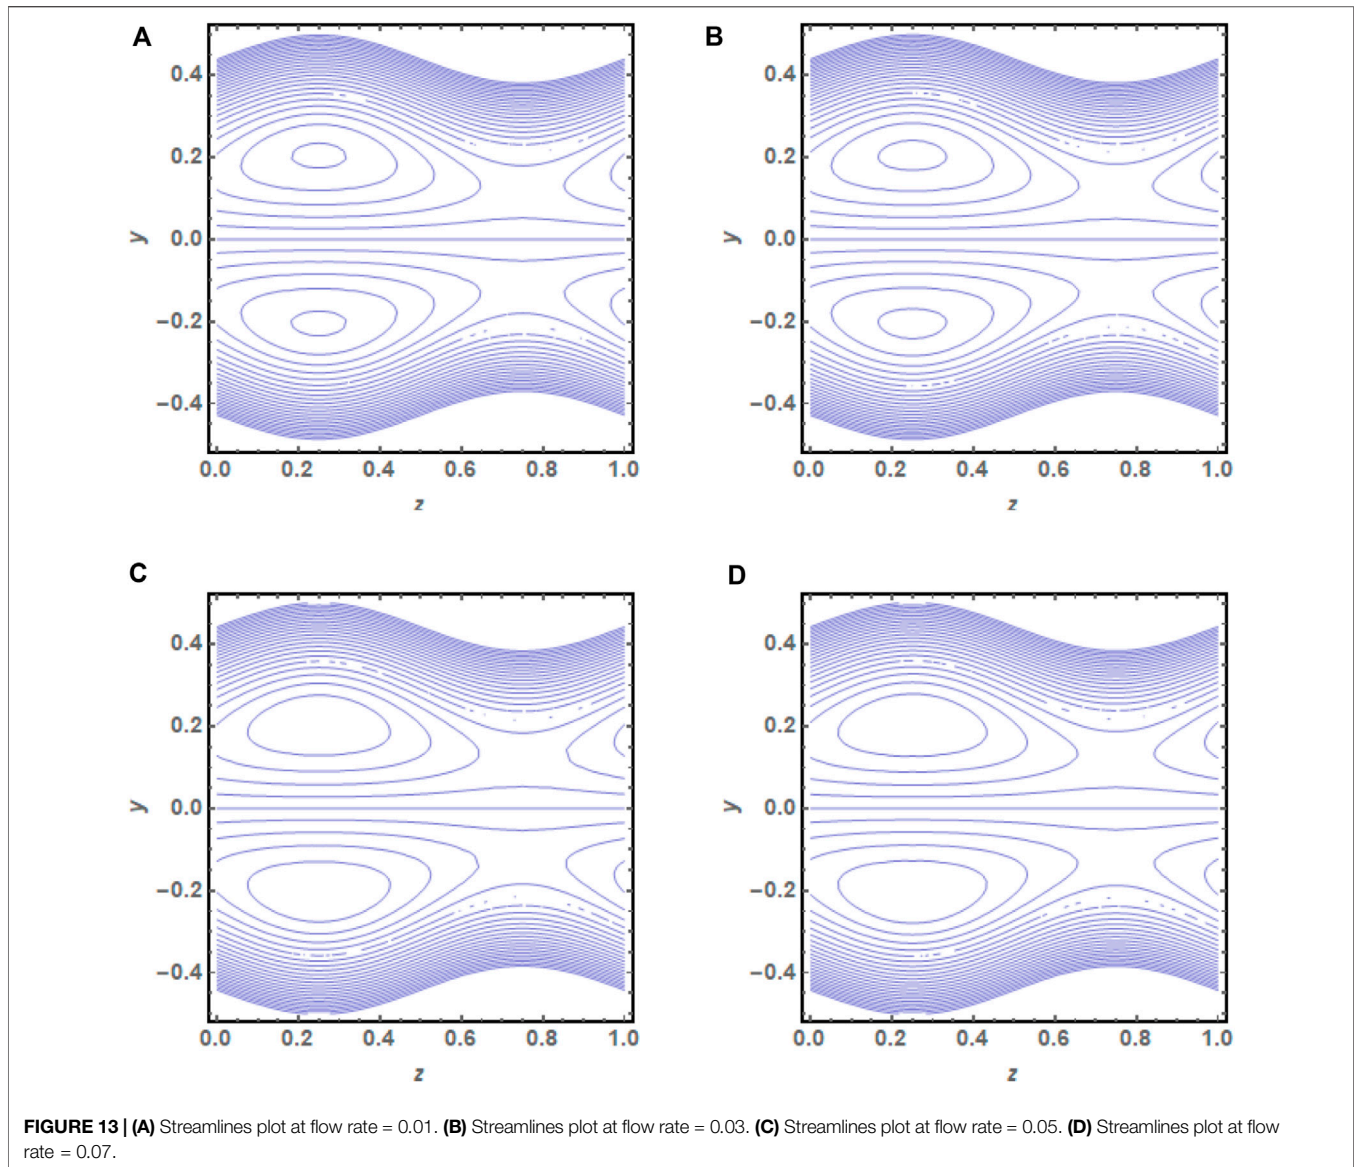 A
B
0.4
0.2
0.0
−0.2
−0.4
y
0.0 0.2 0.4 0.6 0.8 1.0
z
0.4
0.2
0.0
−0.2
−0.4
y
0.0 0.2 0.4 0.6 0.8 1.0
z
C
D
0.4
0.2
0.0
−0.2
−0.4
y
0.0 0.2 0.4 0.6 0.8 1.0
z
0.4
0.2
0.0
−0.2
−0.4
y
0.0 0.2 0.4 0.6 0.8 1.0
z
FIGURE 13 | (A) Streamlines plot at flow rate = 0.01. (B) Streamlines plot at flow rate = 0.03. (C) Streamlines plot at flow rate = 0.05. (D) Streamlines plot at flow
rate = 0.07.